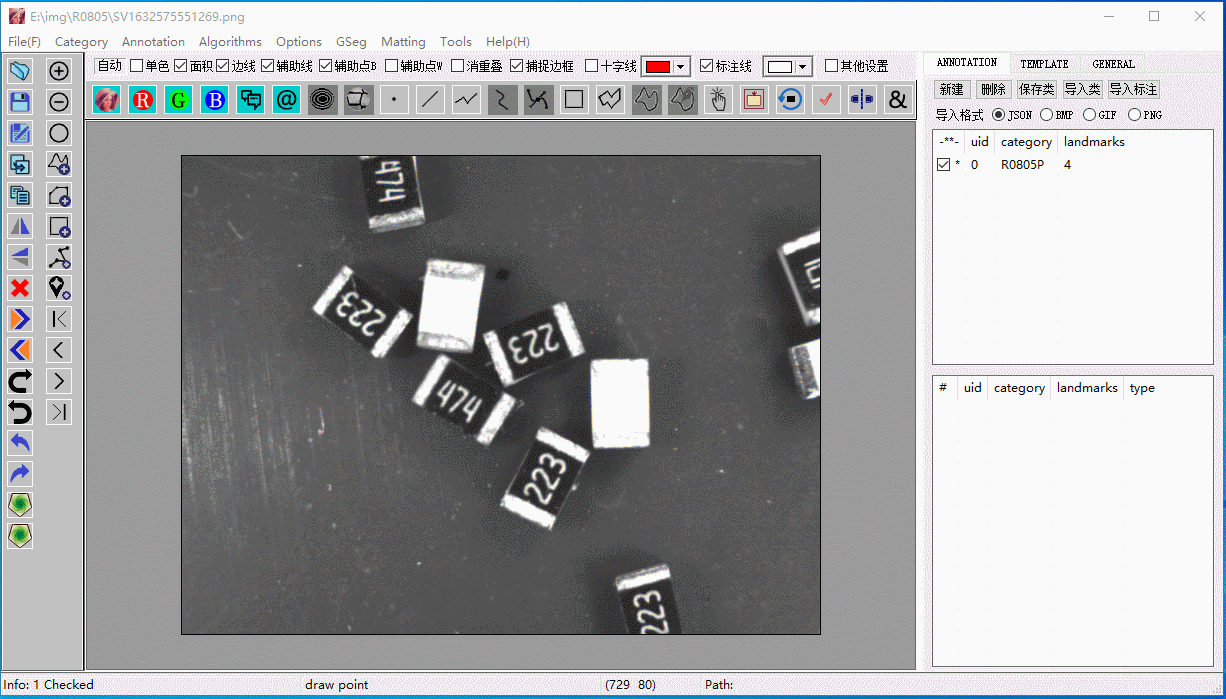 E:\img\R0805\SV1632575551269.png
File(F) Category Annotation Algorithms Options GSeg Matting Tools Help(H)
自动 单色 面积 边线 辅助线 辅助点B 辅助点W 消重叠 捕捉边框 十字线 标注线 其他设置
R G B @ &
ANNOTATION TEMPLATE GENERAL
新建 删除 保存类 导入类 导入标注
导入格式 JSON BMP GIF PNG
-**- uid category landmarks
* 0 R0805P 4
474
223
223
474
223
223
# uid category landmarks type
Info: 1 Checked draw point (729 80) Path: